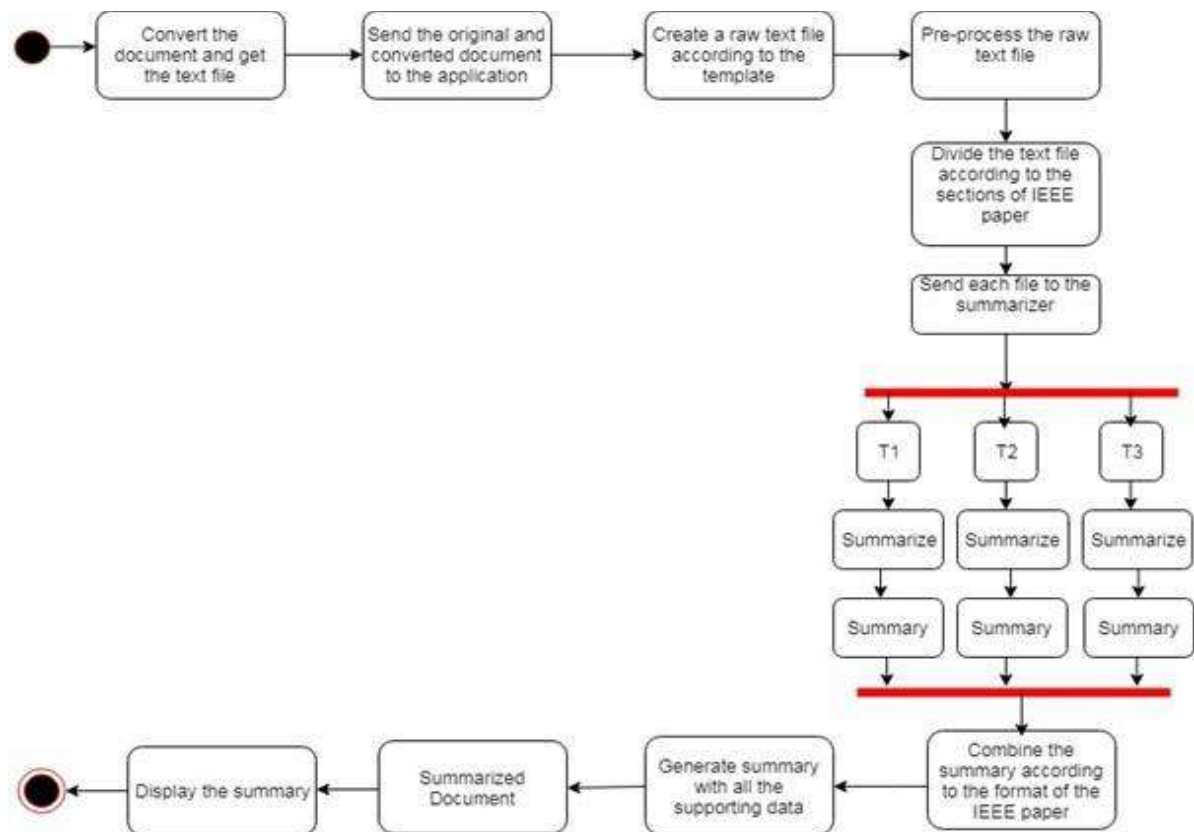 Convert the
document and get
the text file
Send the original and
converted document
to the application
Create a raw text file
according to the
template
Pre-process the raw
text file
Divide the text file
according to the
sections of IEEE
paper
Send each file to the
summarizer
T1
T2
T3
Summarize
Summarize
Summarize
Summary
Summary
Summary
Combine the
summary according
to the format of the
IEEE paper
Generate summary
with all the
supporting data
Summarized
Document
Display the summary